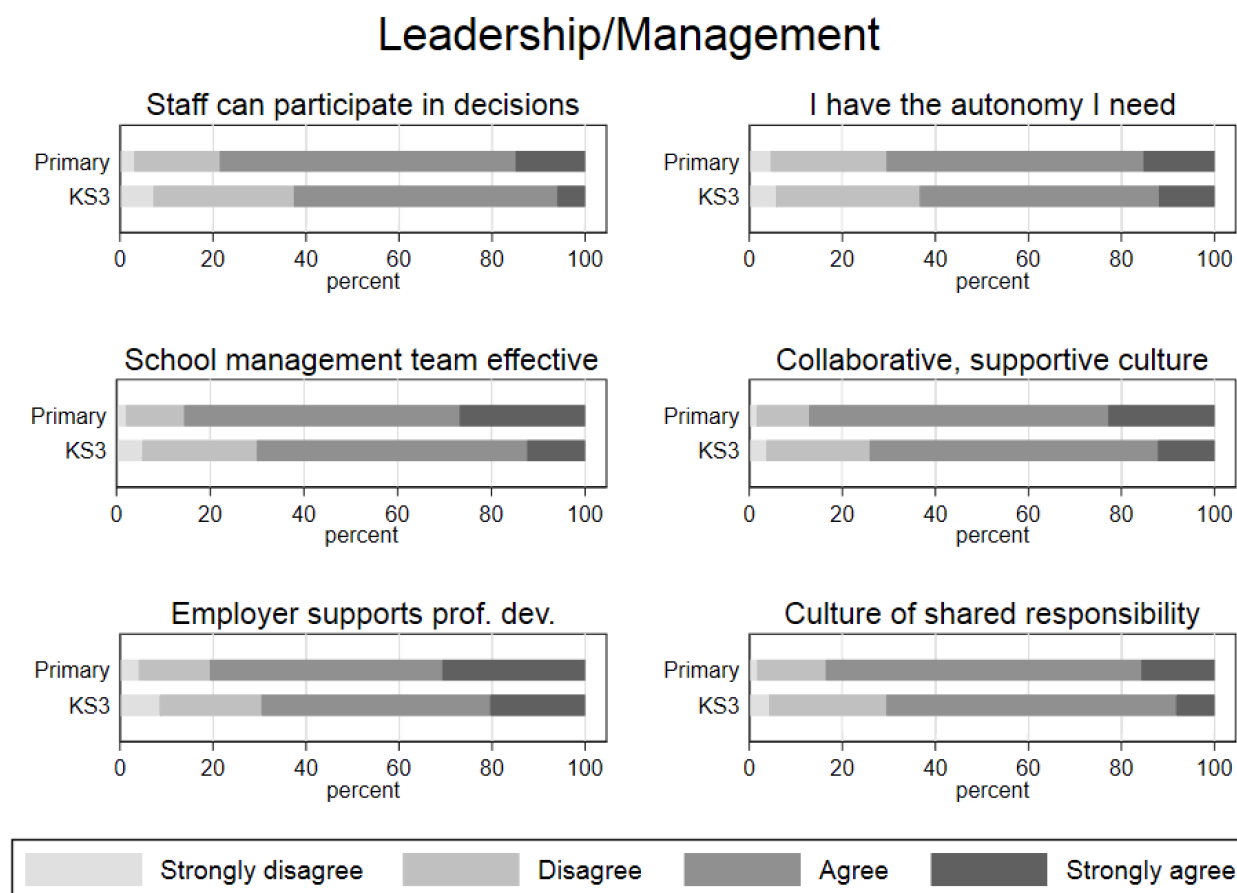 Leadership/Management
Staff can participate in decisions
Primary
KS3
0 20 40 60 80 100
percent
I have the autonomy I need
Primary
KS3
0 20 40 60 80 100
percent
School management team effective
Primary
KS3
0 20 40 60 80 100
percent
Collaborative, supportive culture
Primary
KS3
0 20 40 60 80 100
percent
Employer supports prof. dev.
Primary
KS3
0 20 40 60 80 100
percent
Culture of shared responsibility
Primary
KS3
0 20 40 60 80 100
percent
Strongly disagree Disagree Agree Strongly agree